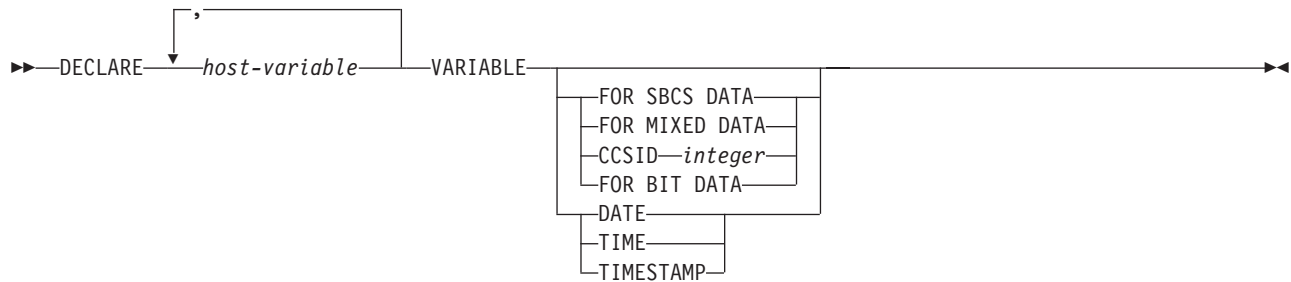 ,
DECLARE host-variable VARIABLE
FOR SBCS DATA
FOR MIXED DATA
CCSID integer
FOR BIT DATA
DATE
TIME
TIMESTAMP